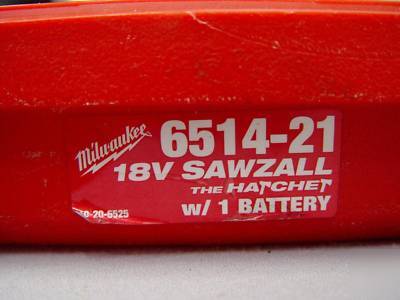 Milwaukee
6514-21
18V SAWZALL
THE HATCHET
w/ 1 BATTERY